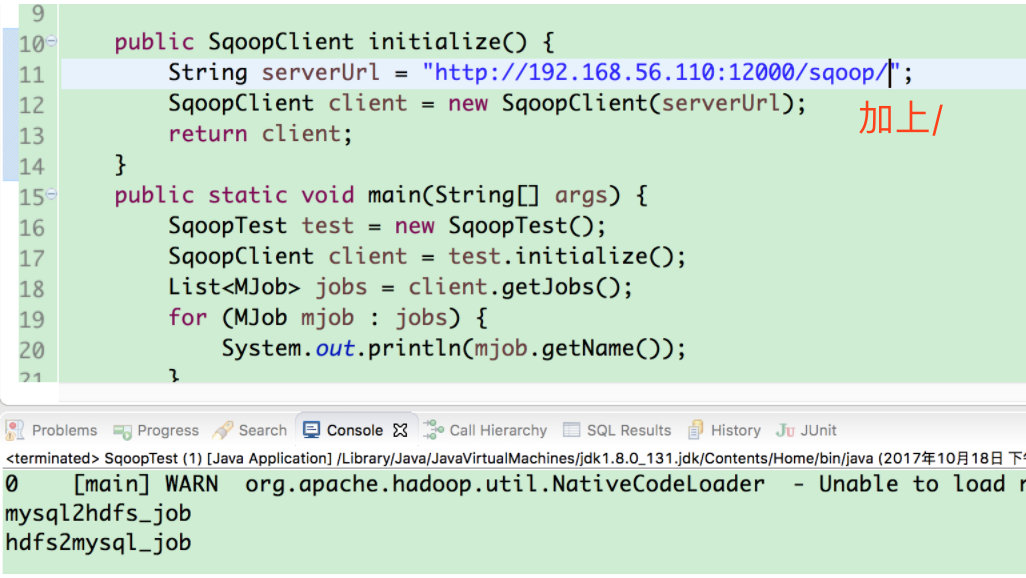 9
10 public SqoopClient initialize() {
11 String serverUrl = "http://192.168.56.110:12000/sqoop/";
12 SqoopClient client = new SqoopClient(serverUrl);
加上/
13 return client;
14 }
15 public static void main(String[] args) {
16 SqoopTest test = new SqoopTest();
17 SqoopClient client = test.initialize();
18 List<MJob> jobs = client.getJobs();
19 for (MJob mjob : jobs) {
20 System.out.println(mjob.getName());
21 }
Problems Progress Search Console Call Hierarchy SQL Results History JUnit
<terminated> SqoopTest (1) [Java Application] /Library/Java/JavaVirtualMachines/jdk1.8.0_131.jdk/Contents/Home/bin/java (2017年10月18日 下
0 [main] WARN org.apache.hadoop.util.NativeCodeLoader - Unable to load
mysql2hdfs_job
hdfs2mysql_job